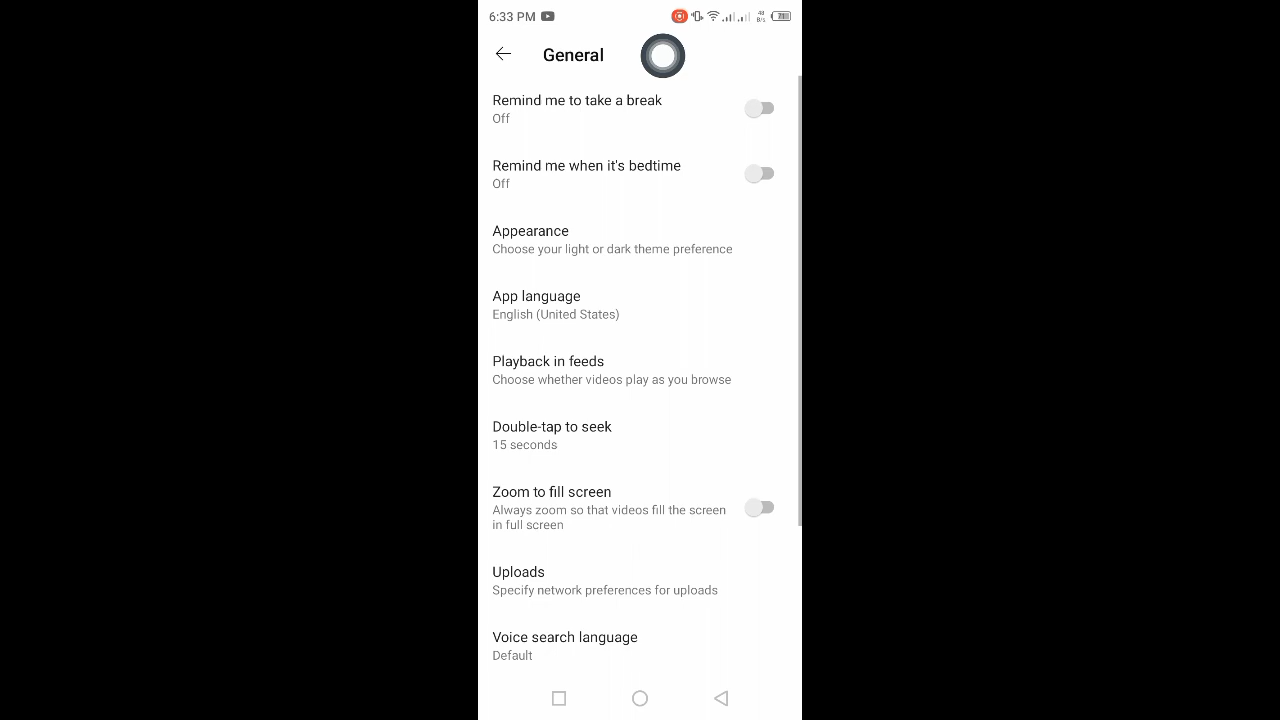 6:33 PM
48
B/s
78
General
Remind me to take a break
Off
Remind me when it's bedtime
Off
Appearance
Choose your light or dark theme preference
App language
English (United States)
Playback in feeds
Choose whether videos play as you browse
Double-tap to seek
15 seconds
Zoom to fill screen
Always zoom so that videos fill the screen
in full screen
Uploads
Specify network preferences for uploads
Voice search language
Default